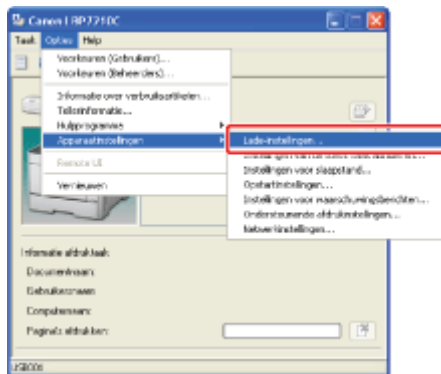 Canon LBP7210C
Taak Opties Help
Voorkeuren (Gebruikers)...
Voorkeuren (Beheerders)...
Informatie over verbruiksartikelen...
Tellerinformatie...
Hulpprogramma
Apparaatinstellingen
Lade-instellingen...
Instellingen voor slaapstand...
Remote UI
Opstartinstellingen...
Vernieuwen
Instellingen voor waarschuwingsberichten...
Ondersteunende afdrukinstellingen...
Netwerkinstellingen...
Informatie afdruktaak
Documentnaam:
Gebruikersnaam:
Computernaam:
Pagina's afdrukken:
USB001